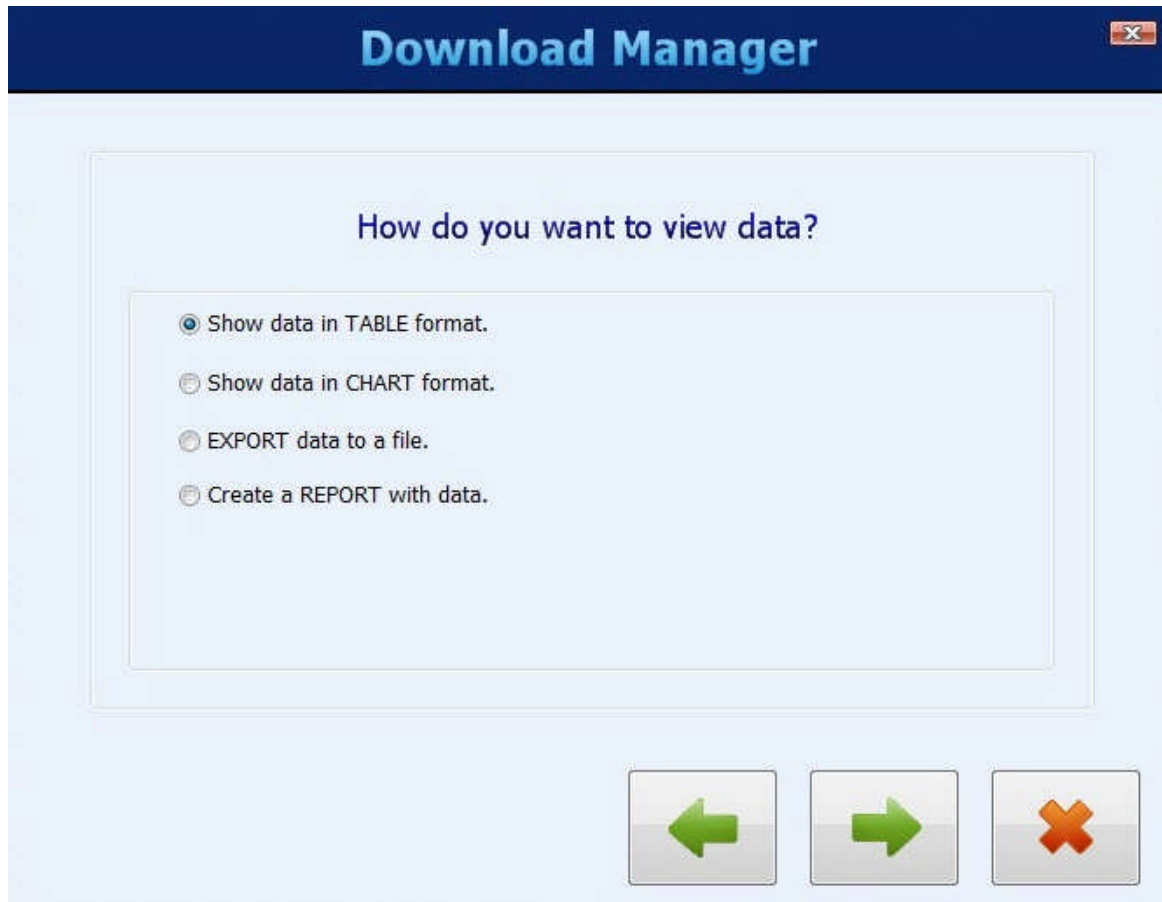 Download Manager
How do you want to view data?
Show data in TABLE format.
Show data in CHART format.
EXPORT data to a file.
Create a REPORT with data.